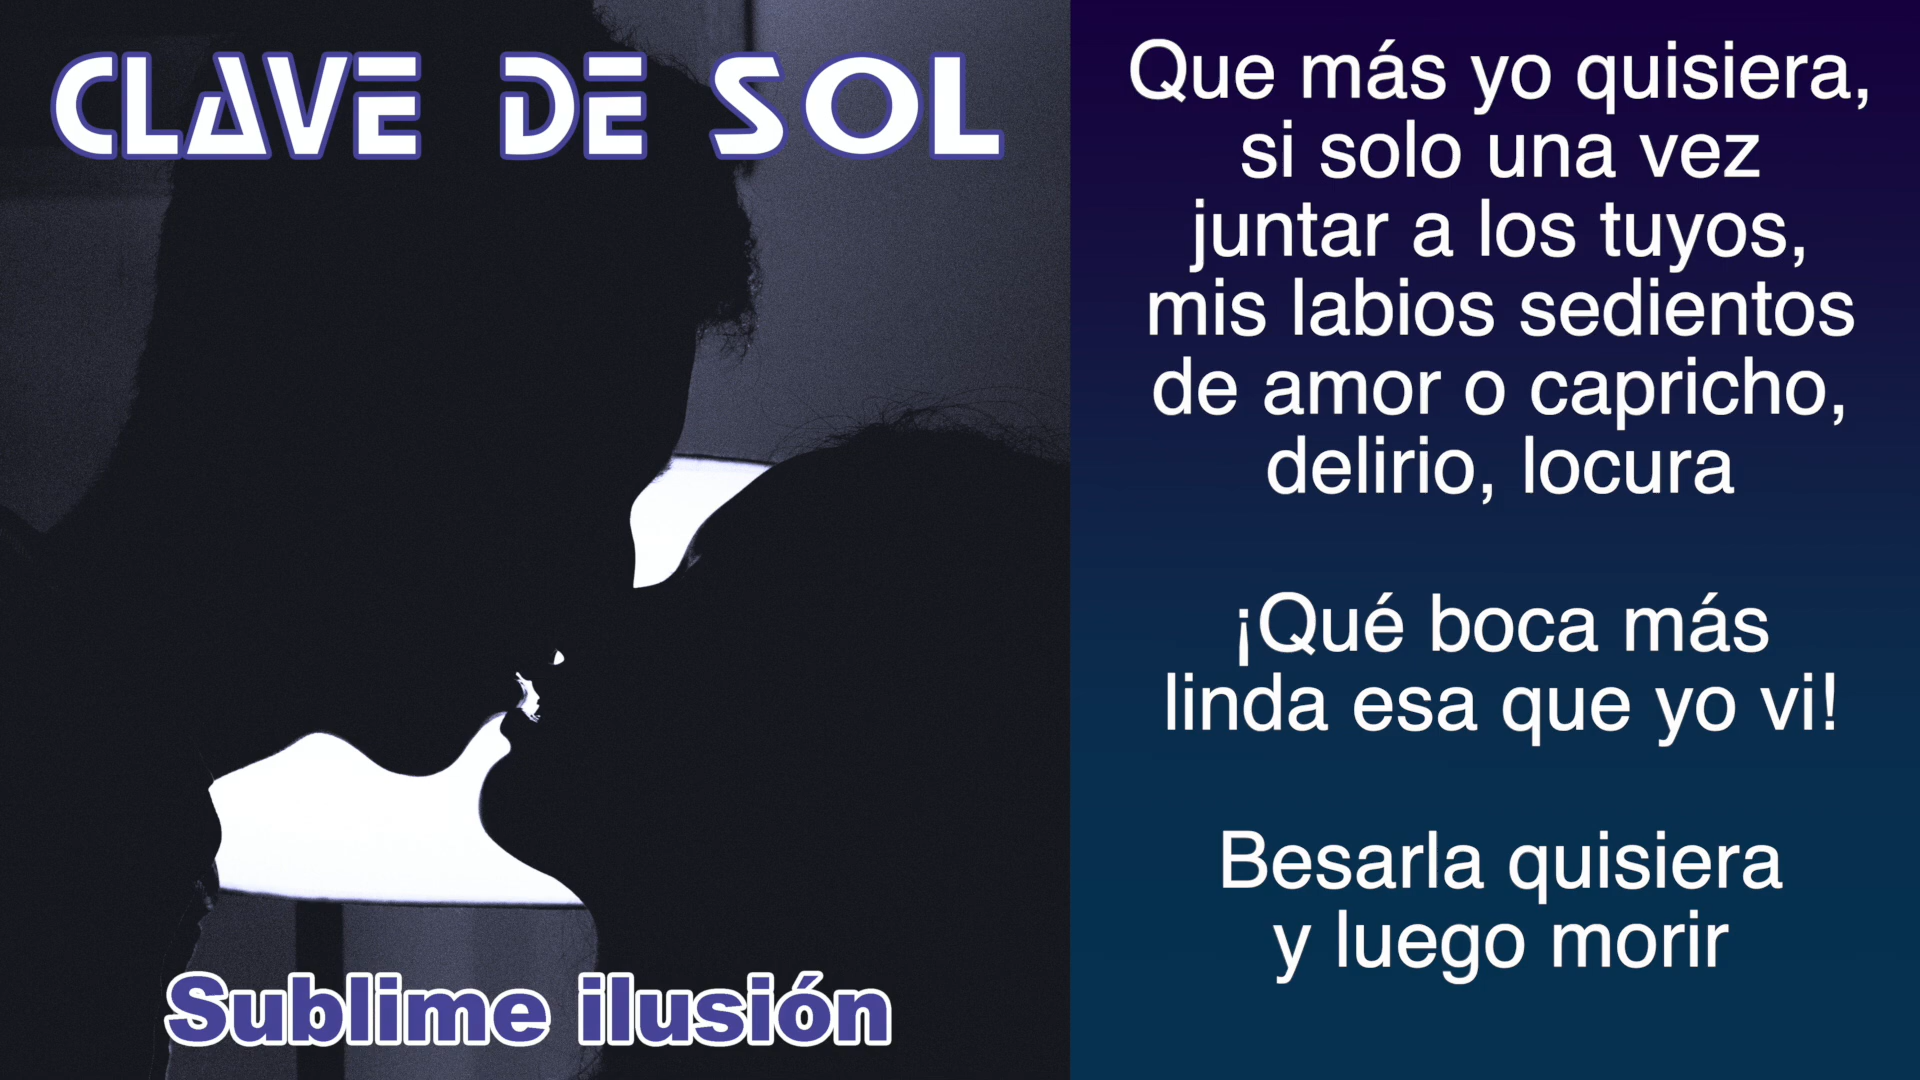 CLAVE DE SOL
Sublime ilusión
Que más yo quisiera,
si solo una vez
juntar a los tuyos,
mis labios sedientos
de amor o capricho,
delirio, locura
¡Qué boca más
linda esa que yo vi!
Besarla quisiera
y luego morir